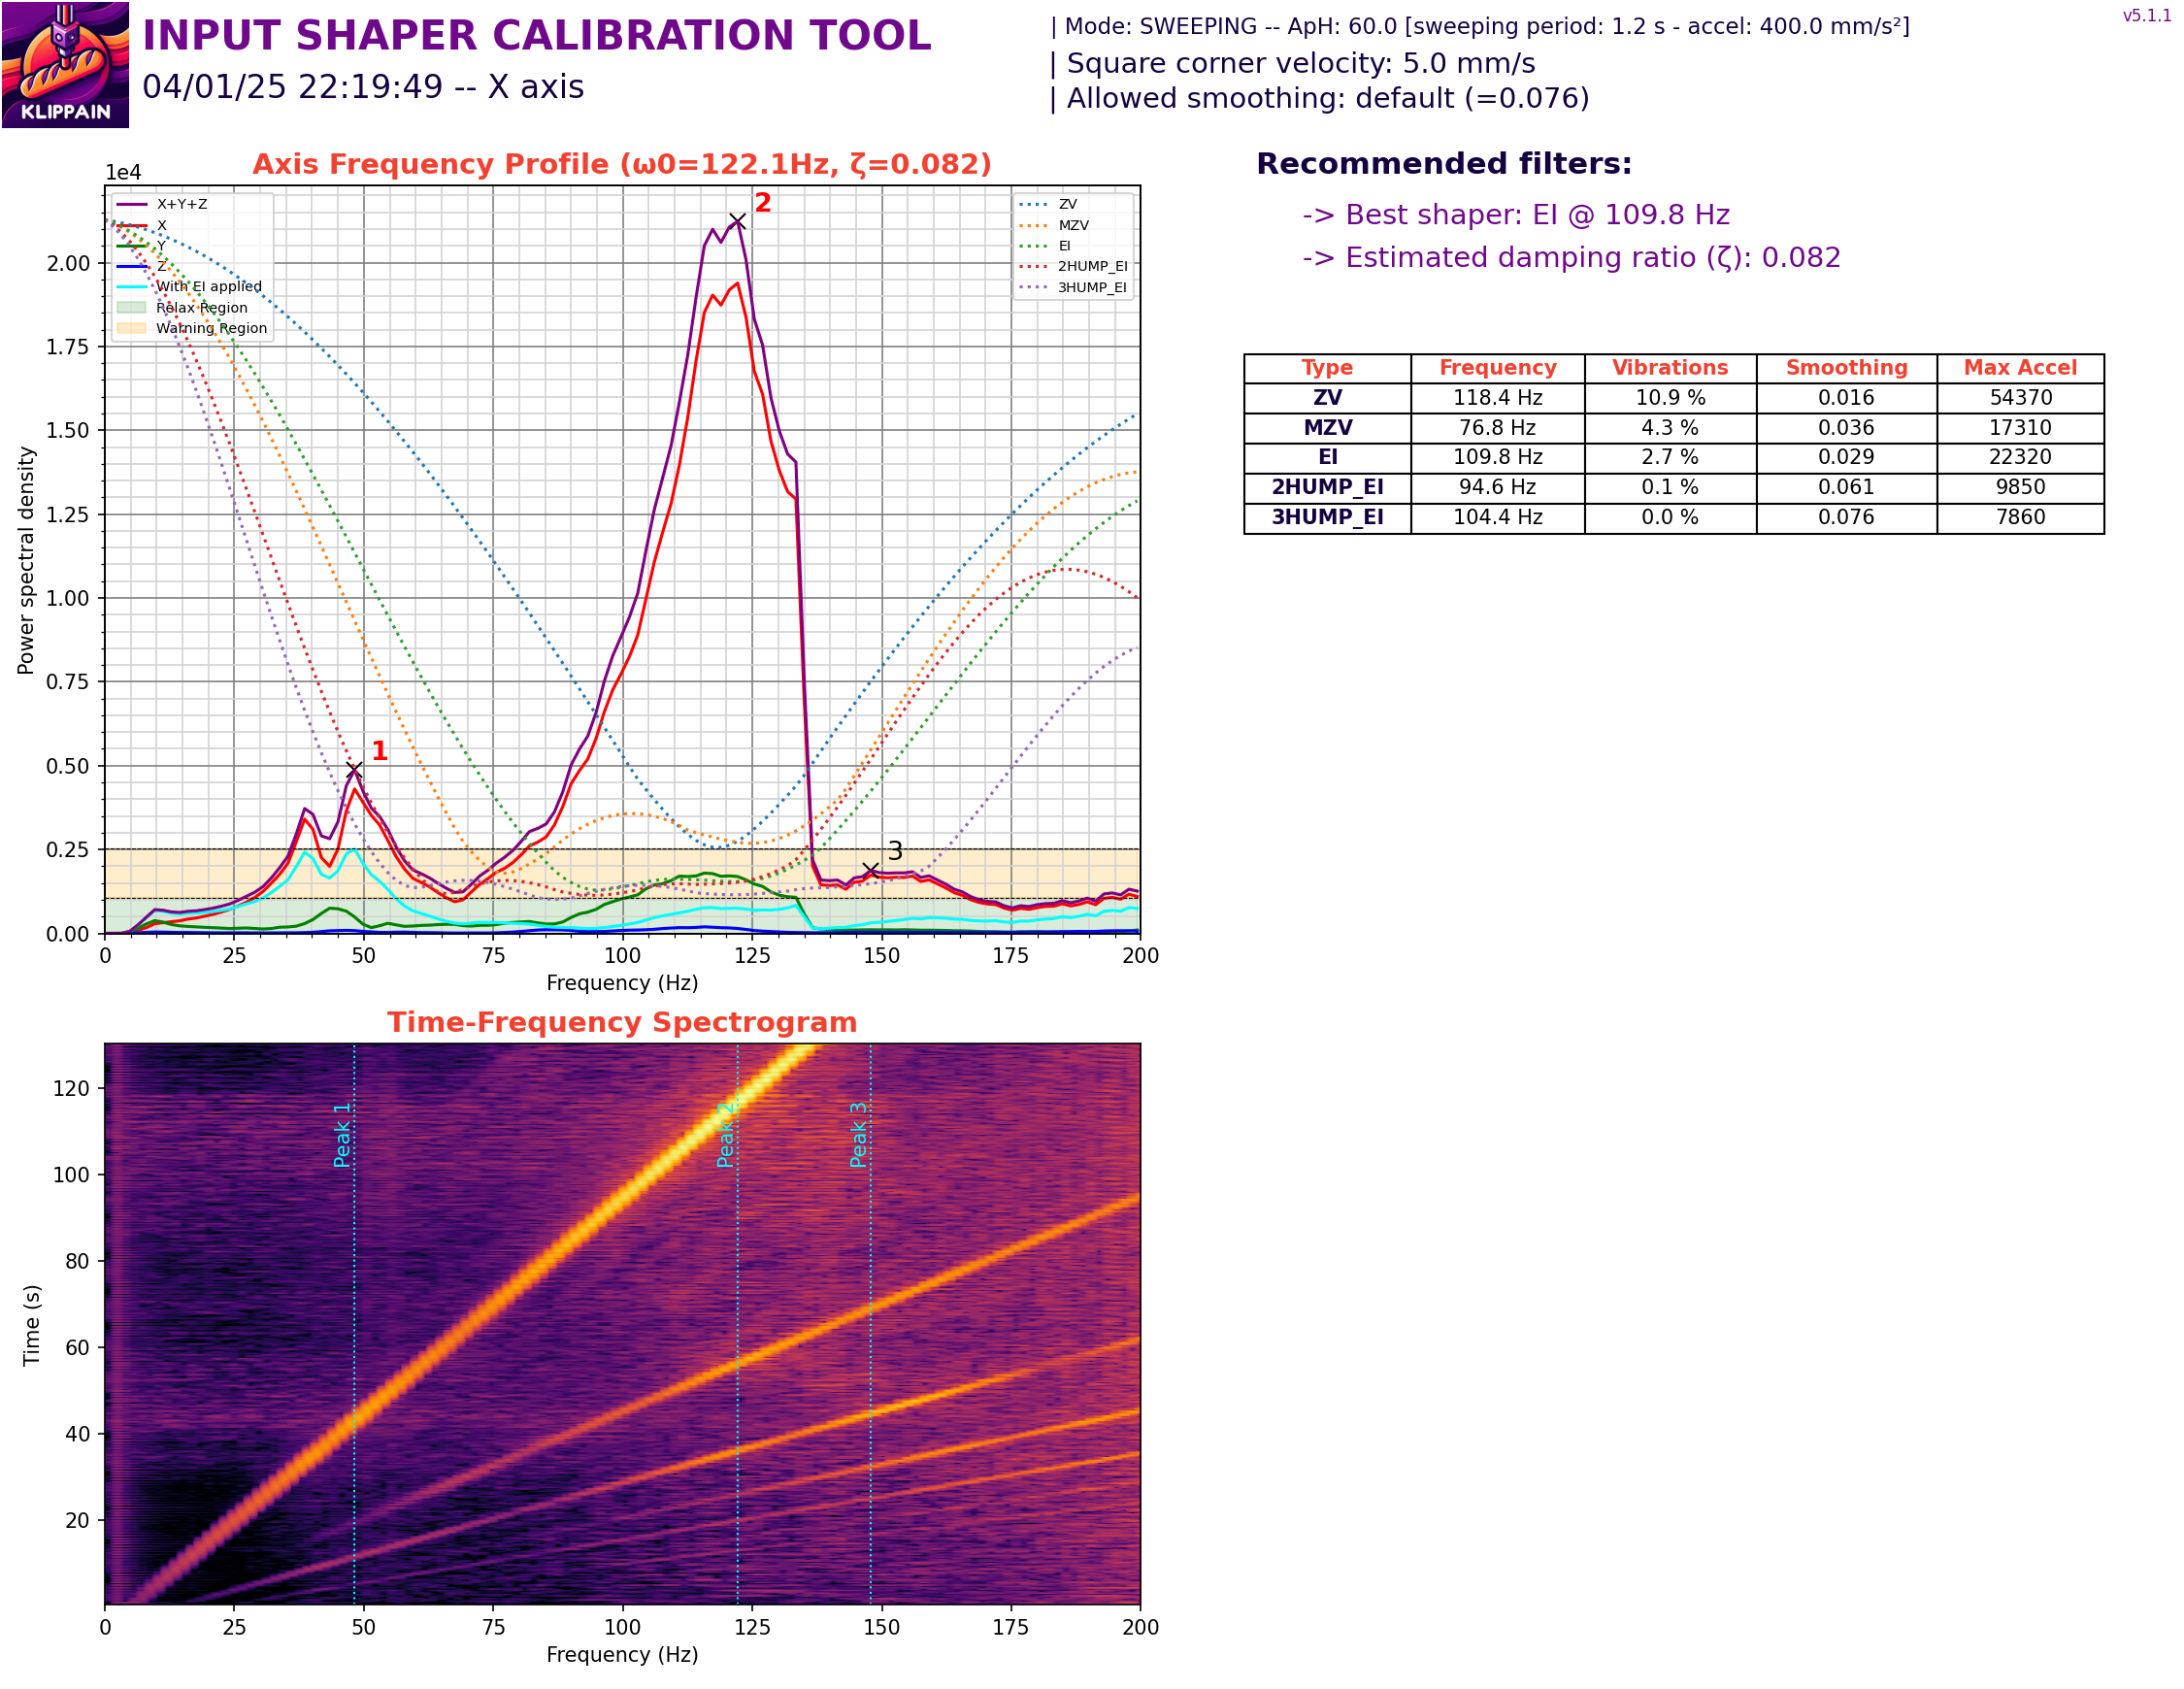 KLIPPAIN
INPUT SHAPER CALIBRATION TOOL
04/01/25 22:19:49 -- X axis
| Mode: SWEEPING -- ApH: 60.0 [sweeping period: 1.2 s - accel: 400.0 mm/s²]
| Square corner velocity: 5.0 mm/s
| Allowed smoothing: default (=0.076)
v5.1.1
Axis Frequency Profile (ω0=122.1Hz, ζ=0.082)
1e4
X+Y+Z
X
Y
Z
With EI applied
Relax Region
Warning Region
ZV
MZV
EI
2HUMP_EI
3HUMP_EI
1
2
3
Power spectral density
2.00
1.75
1.50
1.25
1.00
0.75
0.50
0.25
0.00
0 25 50 75 100 125 150 175 200
Frequency (Hz)
Recommended filters:
-> Best shaper: EI @ 109.8 Hz
-> Estimated damping ratio (ζ): 0.082
Type Frequency Vibrations Smoothing Max Accel
ZV 118.4 Hz 10.9 % 0.016 54370
MZV 76.8 Hz 4.3 % 0.036 17310
EI 109.8 Hz 2.7 % 0.029 22320
2HUMP_EI 94.6 Hz 0.1 % 0.061 9850
3HUMP_EI 104.4 Hz 0.0 % 0.076 7860
Time-Frequency Spectrogram
Time (s)
120
100
80
60
40
20
Peak 1
Peak 2
Peak 3
0 25 50 75 100 125 150 175 200
Frequency (Hz)